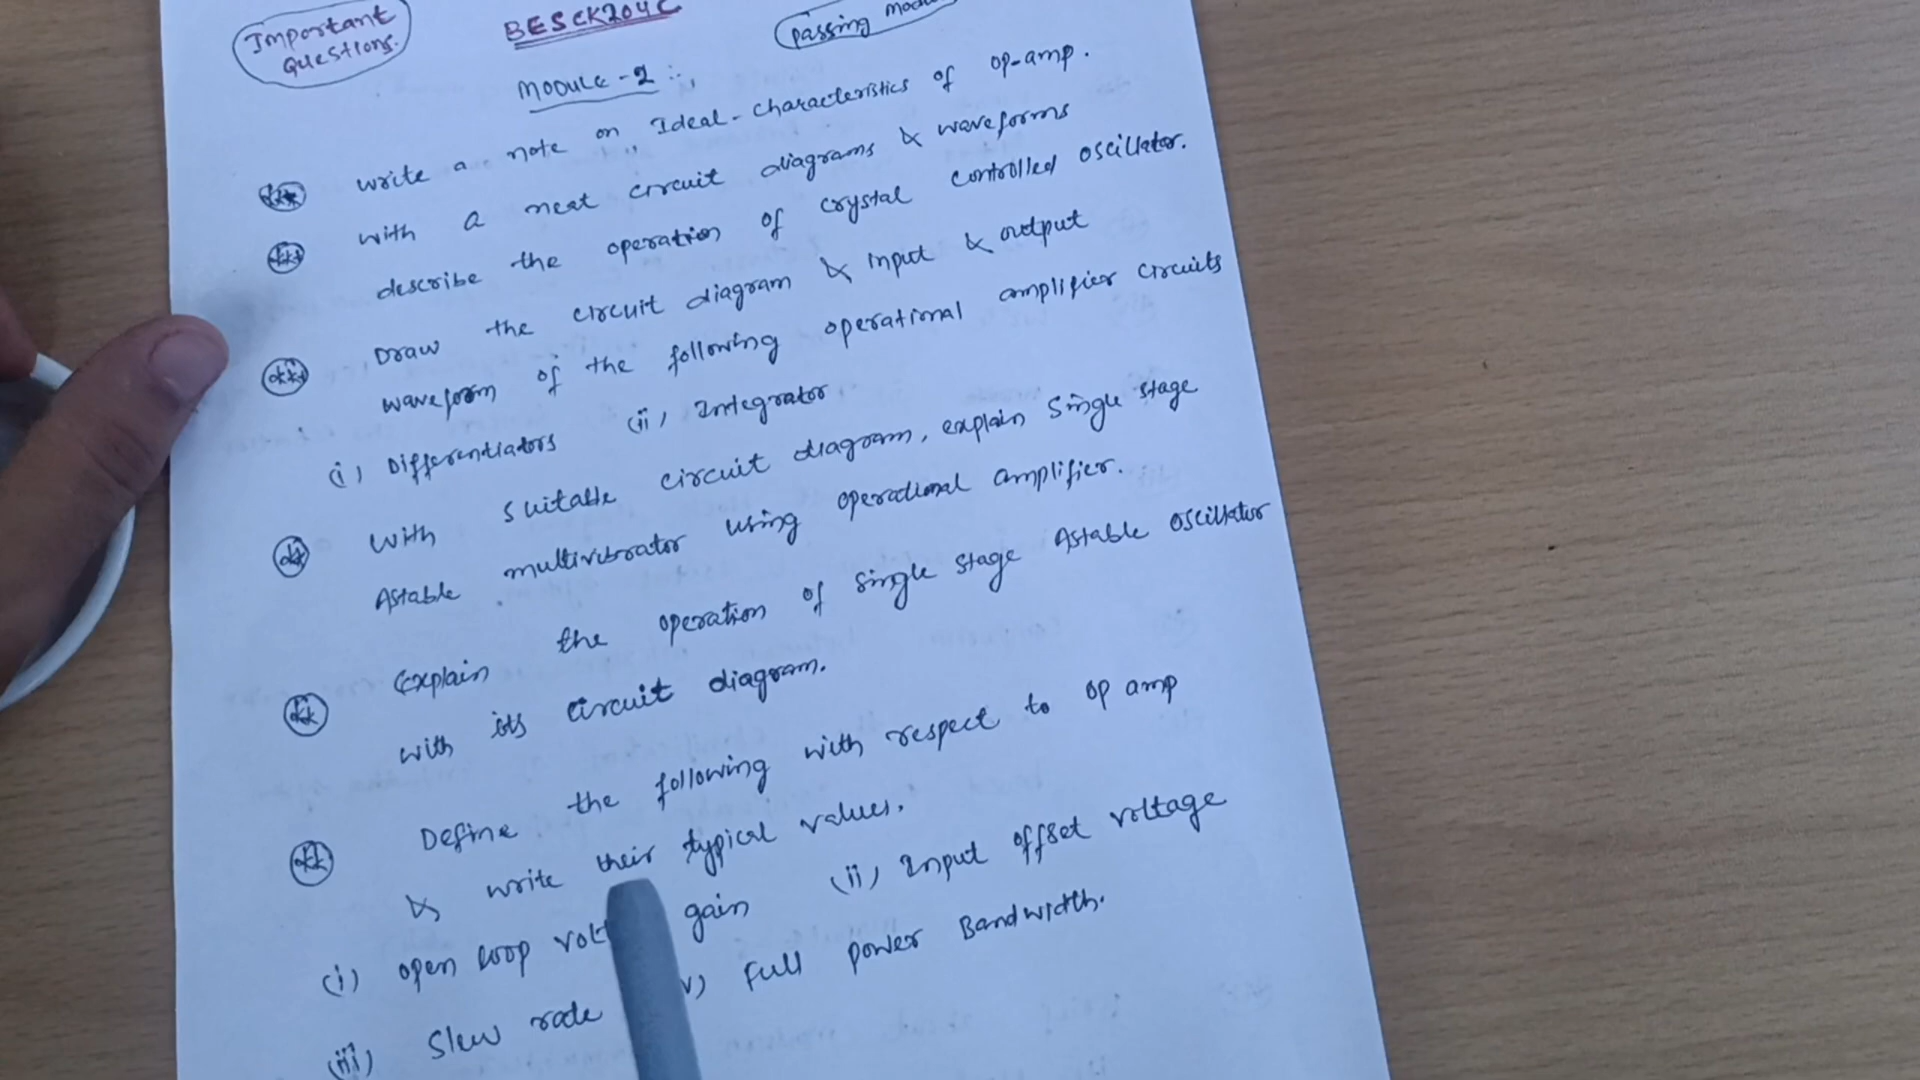 Important
Questions.
BESCK204C
Passing
MODULE-2 :-
*** Write a note on Ideal-characteristics of op-amp.
*** With a neat circuit diagrams & waveforms
describe the operation of crystal controlled oscillator.
*** Draw the circuit diagram & input & output
waveform of the following operational amplifier circuits
(i) Differentiators (ii) Integrator
** With suitable circuit diagram, explain single stage
Astable multivibrator using operational amplifier.
** Explain the operation of single stage Astable oscillator
with its circuit diagram.
** Define the following with respect to op amp
& write their typical values.
(i) open loop gain (ii) Input offset voltage
(iii) Slew rate Full power Bandwidth.